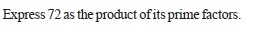 Express 72 as the product of its prime factors.